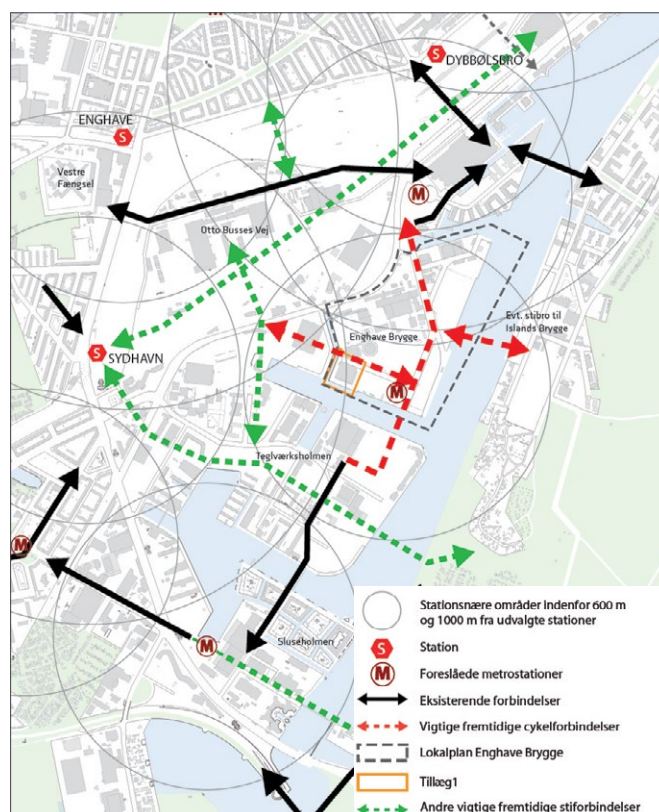 S
DYBBØLSBRO
ENGHAVE
S
Vestre
Fængsel
M
Otto Busses Vej
Evt. stibro til
Islands Brygge
Enghave Brygge
S
SYDHAVN
M
Teglværksholmen
M
M
Sluseholmen
Stationsnære områder indenfor 600 m
og 1000 m fra udvalgte stationer
S Station
M Foreslåede metrostationer
Eksisterende forbindelser
Vigtige fremtidige cykelforbindelser
Lokalplan Enghave Brygge
Tillæg1
Andre vigtige fremtidige stiforbindelser